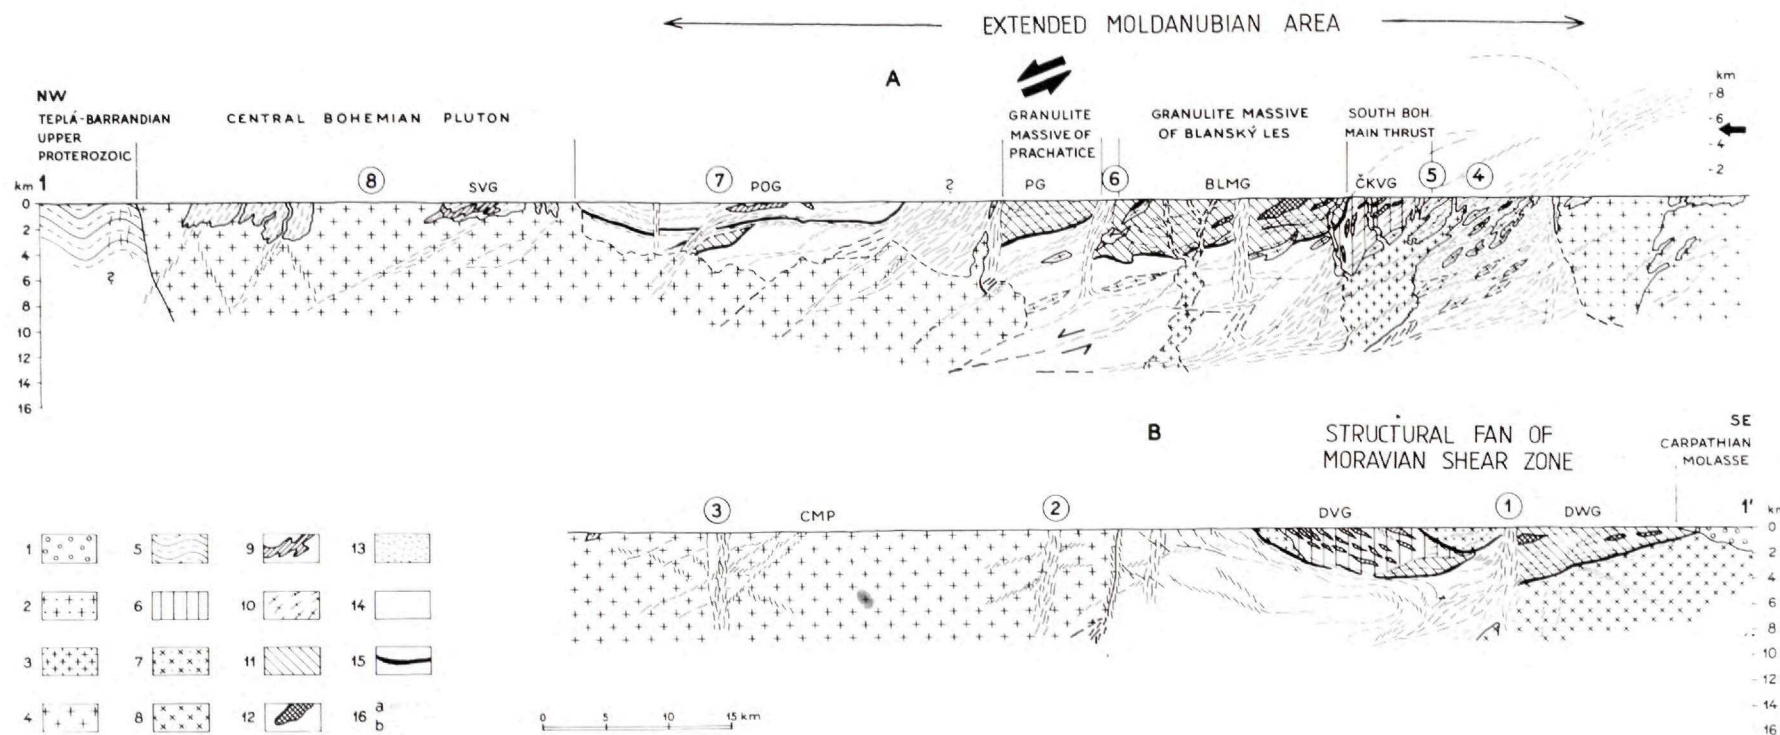 EXTENDED MOLDANUBIAN AREA
A
NW
TEPLÁ-BARRANDIAN
UPPER
PROTEROZOIC
CENTRAL BOHEMIAN PLUTON
GRANULITE
MASSIVE OF
PRACHATICE
GRANULITE MASSIVE
OF BLANSKÝ LES
SOUTH BOH.
MAIN THRUST
km
8
6
4
2
km 1
8
SVG
7
POG
?
PG
6
BLMG
ČKVG
5
4
0
2
4
6
8
10
12
14
16
?
B
STRUCTURAL FAN OF
MORAVIAN SHEAR ZONE
SE
CARPATHIAN
MOLASSE
3
CMP
2
DVG
1
DWG
1'
km
0
2
4
6
8
10
12
14
16
1
5
9
13
2
6
10
14
3
7
11
15
4
8
12
16 a
b
0 5 10 15 km